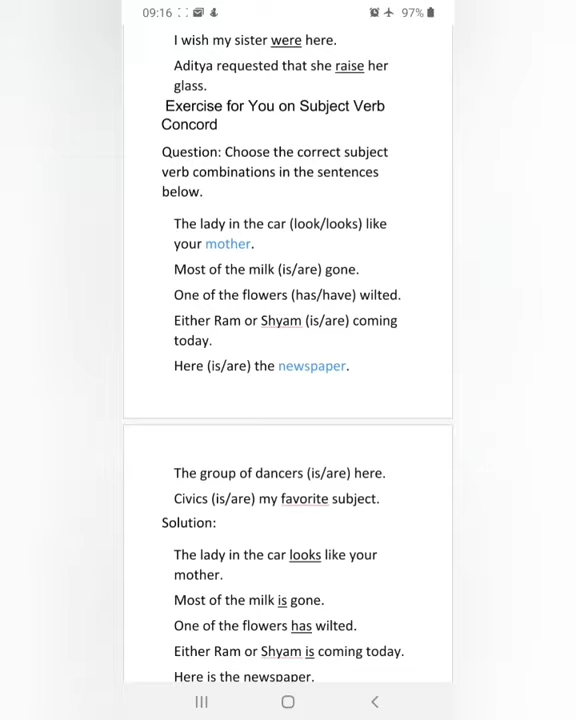 09:16
97%
I wish my sister were here.
Aditya requested that she raise her
glass.
Exercise for You on Subject Verb
Concord
Question: Choose the correct subject
verb combinations in the sentences
below.
The lady in the car (look/looks) like
your mother.
Most of the milk (is/are) gone.
One of the flowers (has/have) wilted.
Either Ram or Shyam (is/are) coming
today.
Here (is/are) the newspaper.
The group of dancers (is/are) here.
Civics (is/are) my favorite subject.
Solution:
The lady in the car looks like your
mother.
Most of the milk is gone.
One of the flowers has wilted.
Either Ram or Shyam is coming today.
Here is the newspaper.